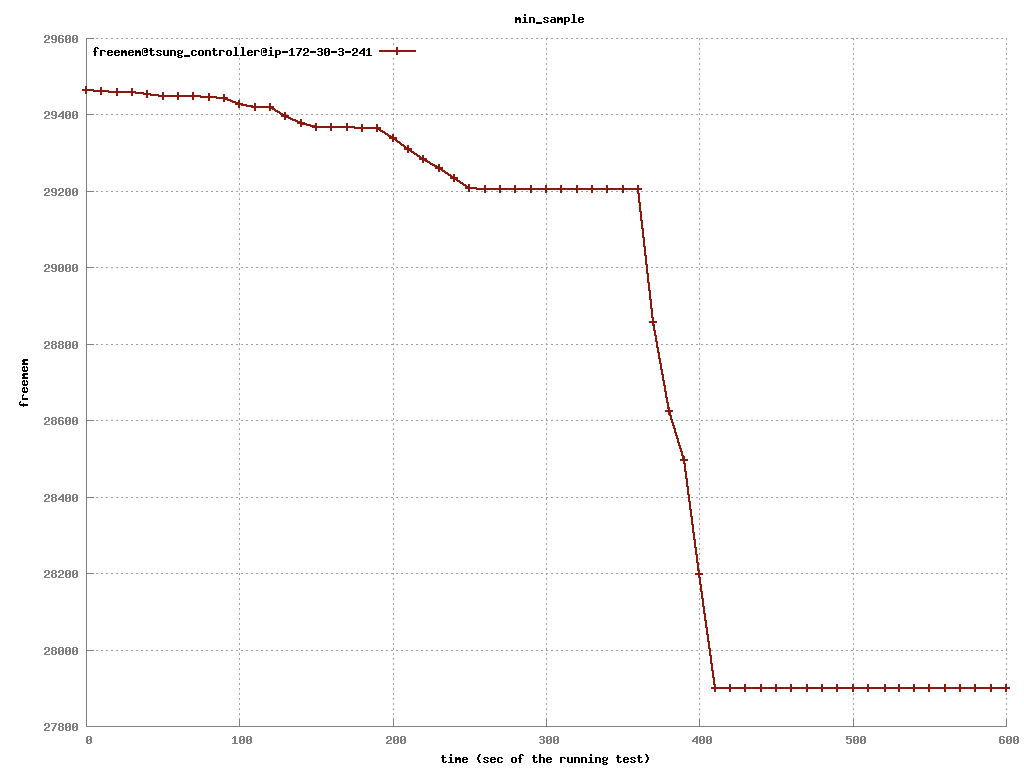 min_sample
29600
freemem@tsung_controller@ip-172-30-3-241
29400
29200
29000
28800
freemem
28600
28400
28200
28000
27800
0 100 200 300 400 500 600
time (sec of the running test)